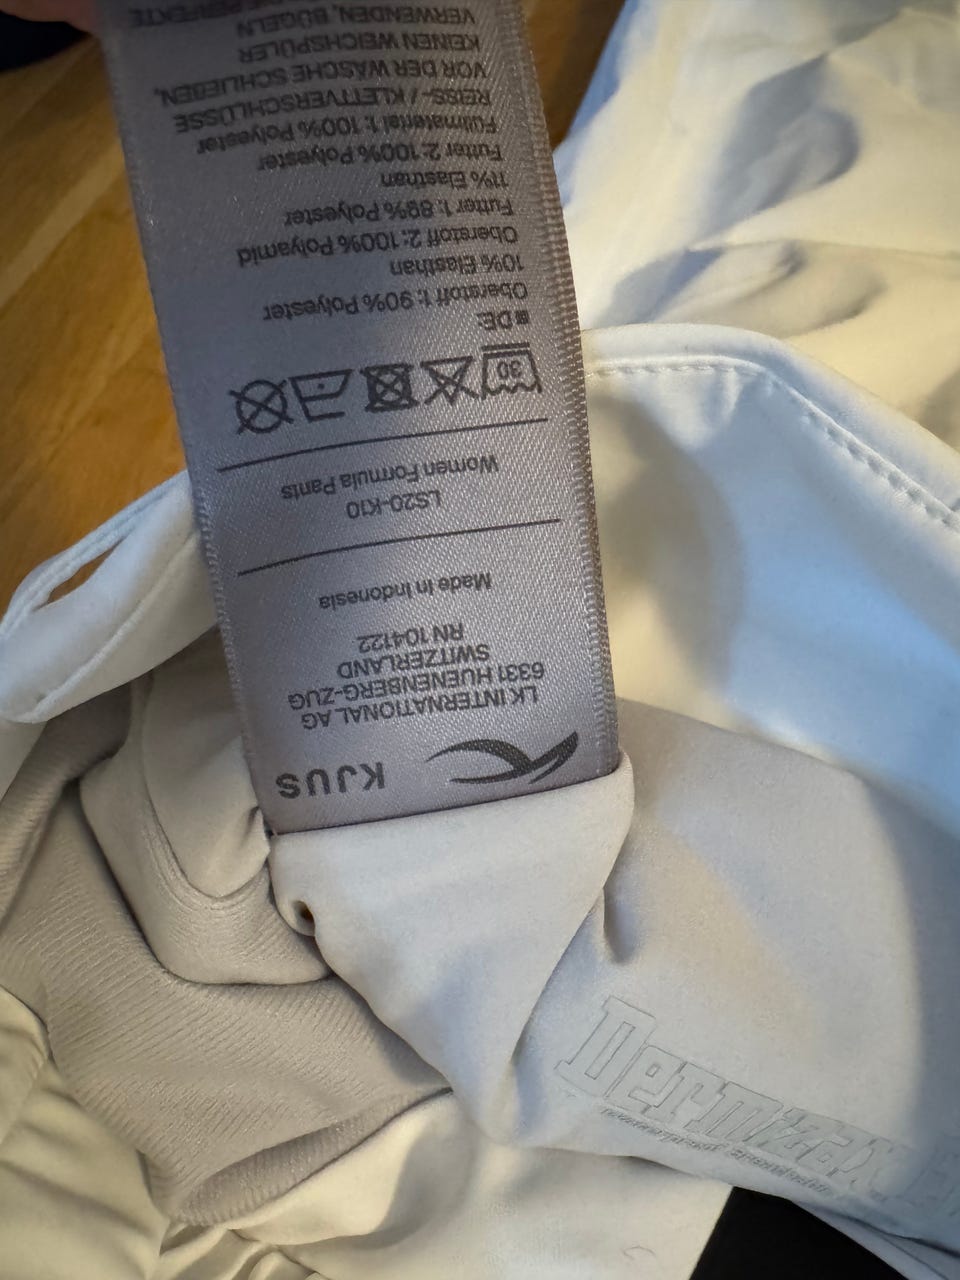 KJUS
LK INTERNATIONAL AG
6331 HUENENBERG-ZUG
SWITZERLAND
RN 104122
Made in Indonesia
LS20-K10
Women Formula Pants
30
DE:
Oberstoff 1: 90% Polyester
10% Elasthan
Oberstoff 2: 100% Polyamid
Futter 1: 89% Polyester
11% Elasthan
Futter 2: 100% Polyester
Füllmaterial 1: 100% Polyester
REISS- / KLETTVERSCHLÜSSE
VOR DER WÄSCHE SCHLIEßEN,
KEINEN WEICHSPÜLER
VERWENDEN, BÜGELN
PERFEKTE
Dermizax